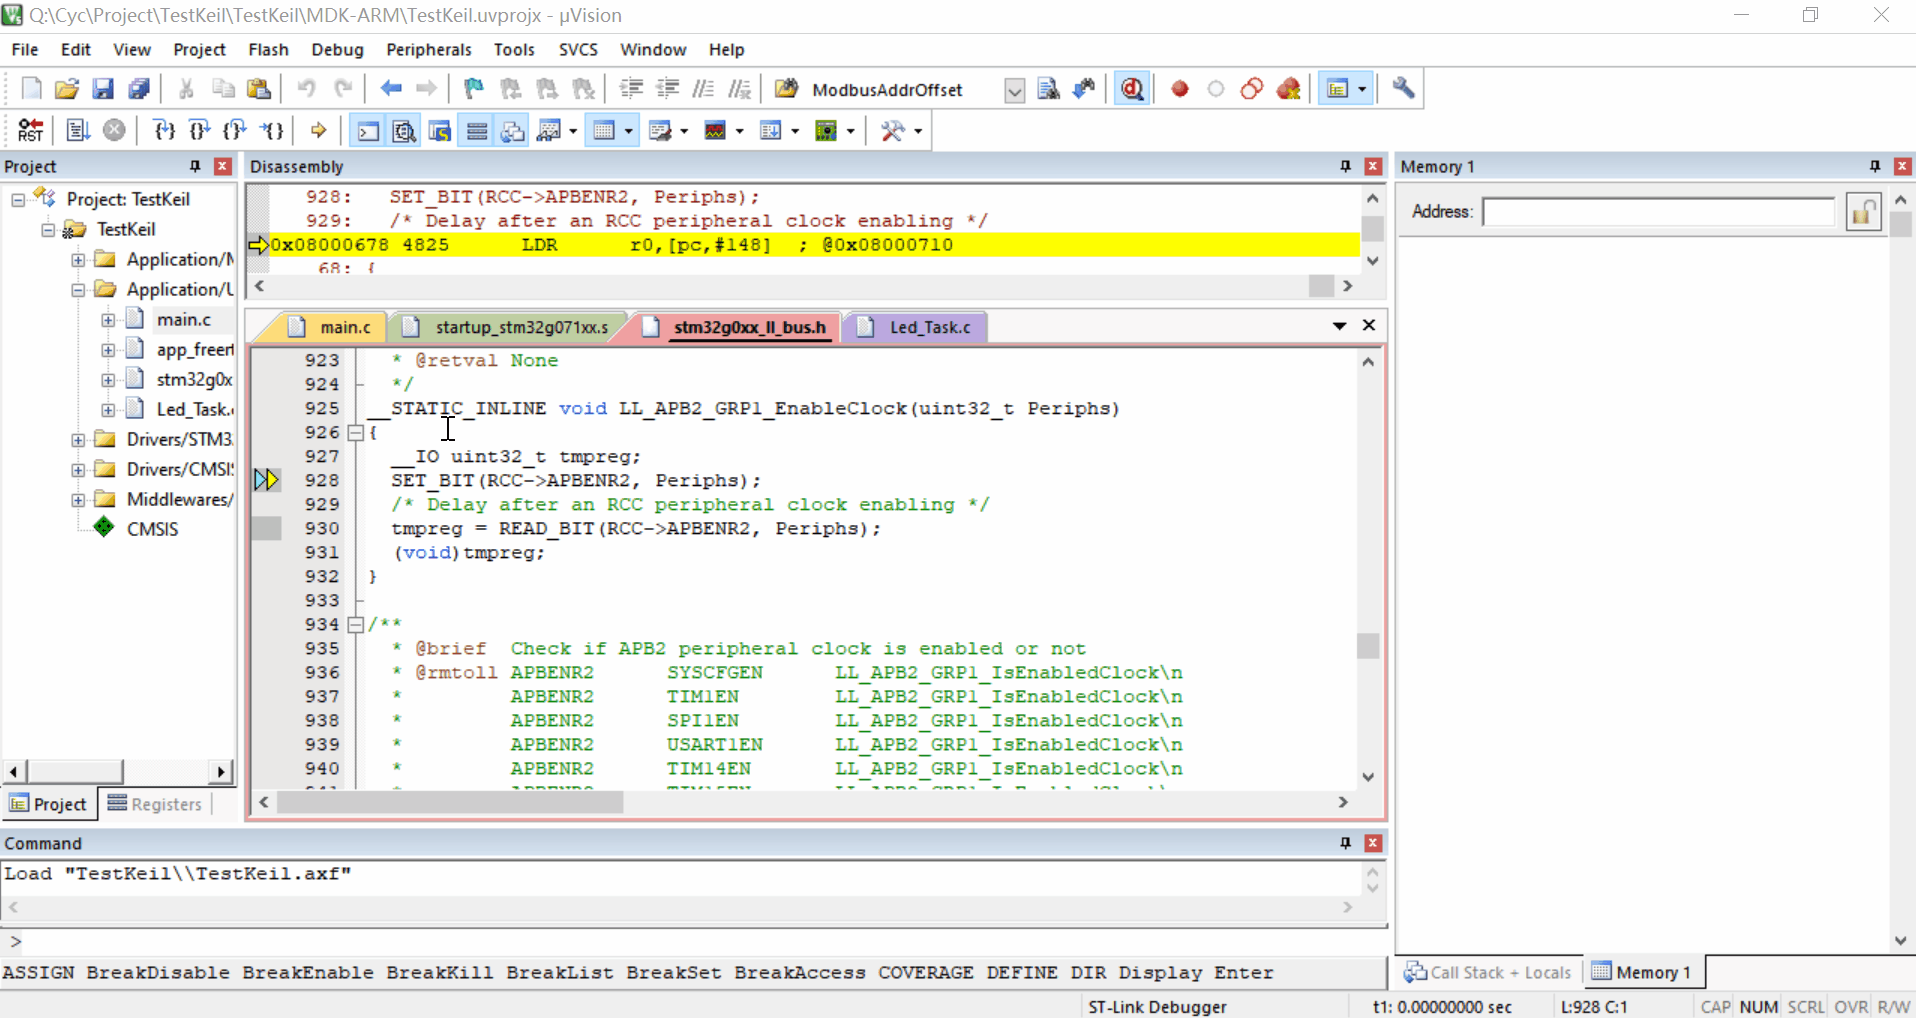 Q:\Cyc\Project\TestKeil\TestKeil\MDK-ARM\TestKeil.uvprojx - µVision
File Edit View Project Flash Debug Peripherals Tools SVCS Window Help
ModbusAddrOffset
RST
Project
Project: TestKeil
TestKeil
Application/
Application/
main.c
app_freer
stm32g0x
Led_Task.
Drivers/STM3
Drivers/CMSI
Middlewares/
CMSIS
Project Registers
Disassembly
928: SET_BIT(RCC->APBENR2, Periphs);
929: /* Delay after an RCC peripheral clock enabling */
0x08000678 4825 LDR r0,[pc,#148] ; @0x08000710
68: {
main.c startup_stm32g071xx.s stm32g0xx_ll_bus.h Led_Task.c
923 * @retval None
924 */
925 __STATIC_INLINE void LL_APB2_GRP1_EnableClock(uint32_t Periphs)
926 {
927 __IO uint32_t tmpreg;
928 SET_BIT(RCC->APBENR2, Periphs);
929 /* Delay after an RCC peripheral clock enabling */
930 tmpreg = READ_BIT(RCC->APBENR2, Periphs);
931 (void)tmpreg;
932 }
933
934 /**
935 * @brief Check if APB2 peripheral clock is enabled or not
936 * @rmtoll APBENR2 SYSCFGEN LL_APB2_GRP1_IsEnabledClock\n
937 * APBENR2 TIM1EN LL_APB2_GRP1_IsEnabledClock\n
938 * APBENR2 SPI1EN LL_APB2_GRP1_IsEnabledClock\n
939 * APBENR2 USART1EN LL_APB2_GRP1_IsEnabledClock\n
940 * APBENR2 TIM14EN LL_APB2_GRP1_IsEnabledClock\n
Memory 1
Address:
Call Stack + Locals Memory 1
Command
Load "TestKeil\\TestKeil.axf"
>
ASSIGN BreakDisable BreakEnable BreakKill BreakList BreakSet BreakAccess COVERAGE DEFINE DIR Display Enter
ST-Link Debugger t1: 0.00000000 sec L:928 C:1 CAP NUM SCRL OVR R/W